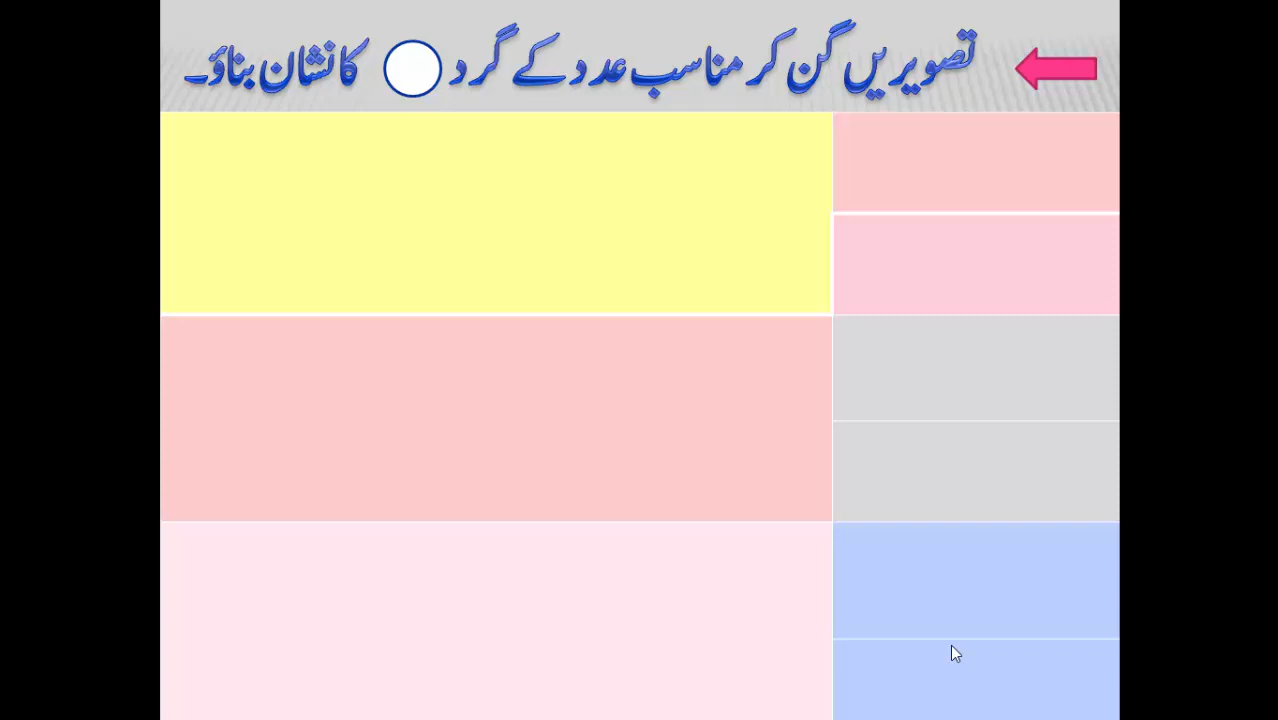 تصویریں گن کر مناسب عدد کے گرد کا نشان بناؤ۔